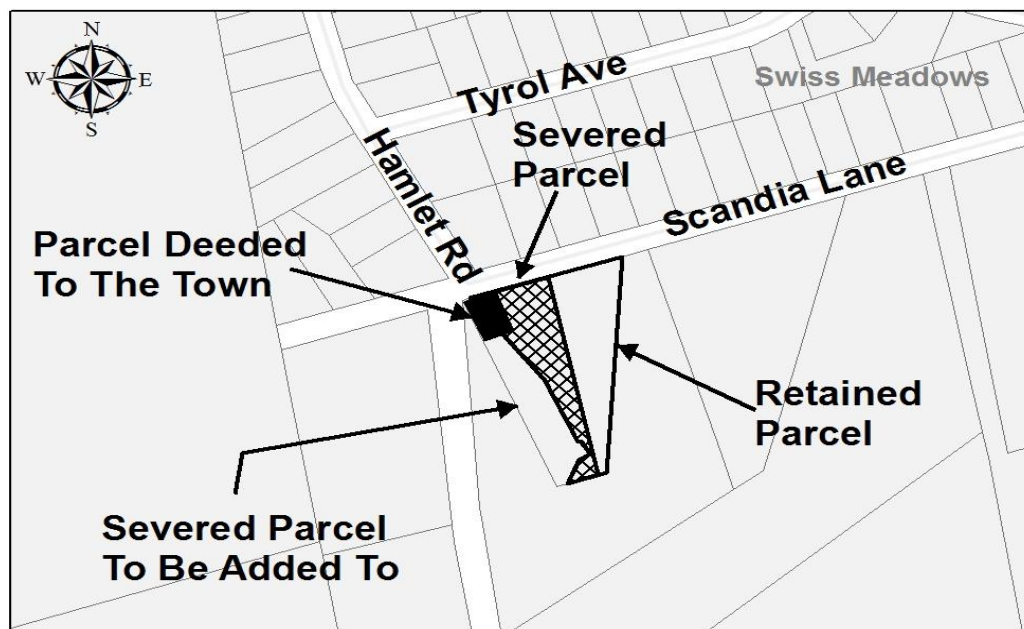 N
W E
S
Tyrol Ave
Swiss Meadows
Severed
Parcel
Hamlet Rd
Scandia Lane
Parcel Deeded
To The Town
Retained
Parcel
Severed Parcel
To Be Added To